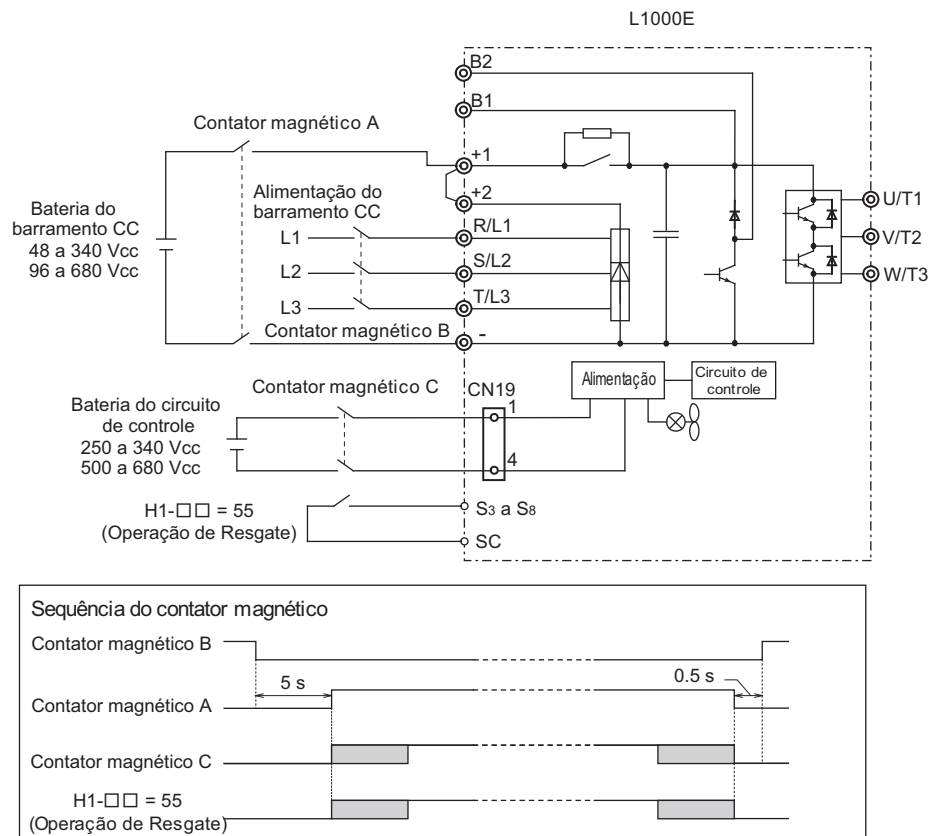 L1000E
B2
B1
Contator magnético A
+1
+2
Alimentação do
barramento CC
Bateria do
barramento CC
48 a 340 Vcc
96 a 680 Vcc
L1
R/L1
L2
S/L2
L3
T/L3
U/T1
V/T2
W/T3
Contator magnético B
-
Contator magnético C
CN19
1
4
Alimentação
Circuito de
controle
Bateria do circuito
de controle
250 a 340 Vcc
500 a 680 Vcc
H1-□□ = 55
(Operação de Resgate)
S3 a S8
SC
Sequência do contator magnético
Contator magnético B
5 s
0.5 s
Contator magnético A
Contator magnético C
H1-□□ = 55
(Operação de Resgate)